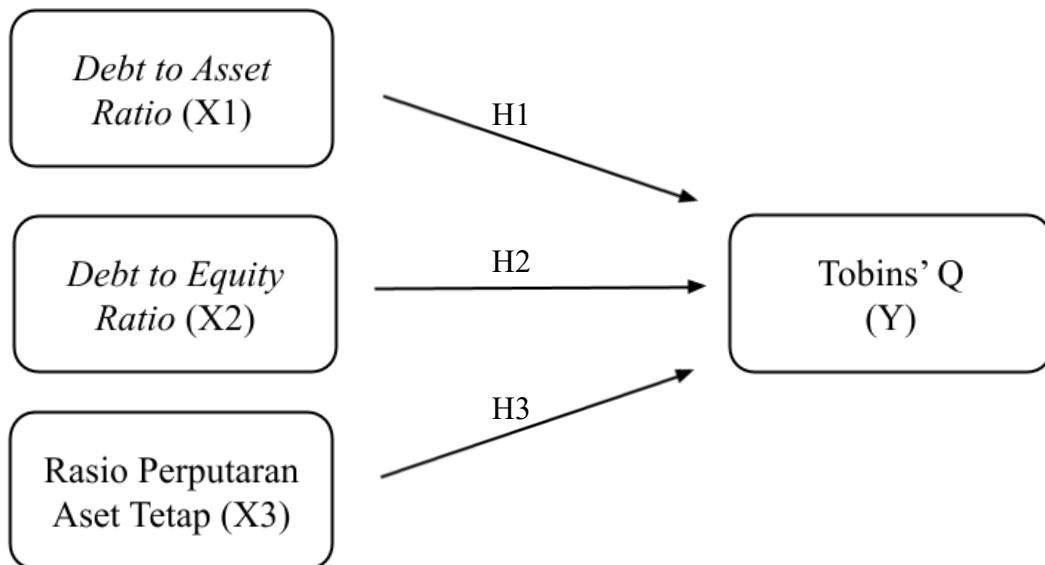 Debt to Asset
Ratio (X1)
H1
Debt to Equity
Ratio (X2)
H2
Tobins’ Q
(Y)
H3
Rasio Perputaran
Aset Tetap (X3)